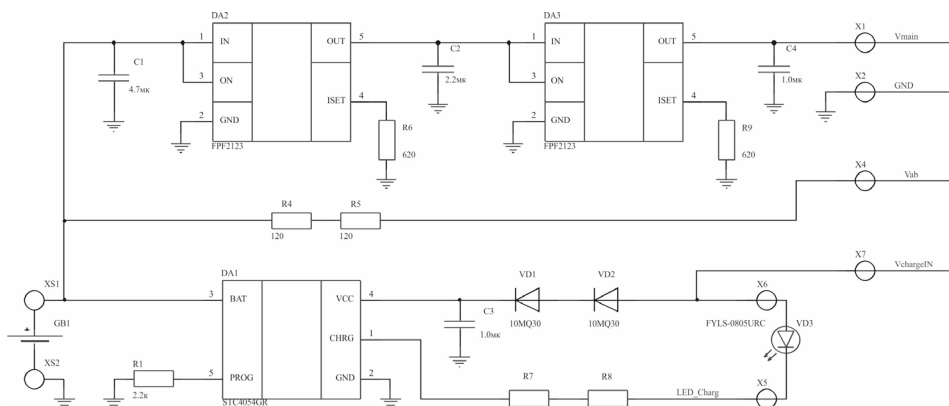 DA2
DA3
1 IN OUT 5
1 IN OUT 5
X1
Vmain
C1
4.7мк
3 ON
C2
2.2мк
3 ON
C4
1.0мк
X2
GND
ISET 4
ISET 4
2 GND
R6
620
2 GND
R9
620
FPF2123
FPF2123
X4
Vab
R4
R5
120
120
X7
VchargeIN
DA1
XS1
3 BAT VCC 4
VD1
VD2
X6
GB1
+
C3
1.0мк
10MQ30
10MQ30
FYLS-0805URC
VD3
CHRG 1
XS2
R1
2.2к
5 PROG GND 2
R7
R8
LED_Charg
X5
STC4054GR